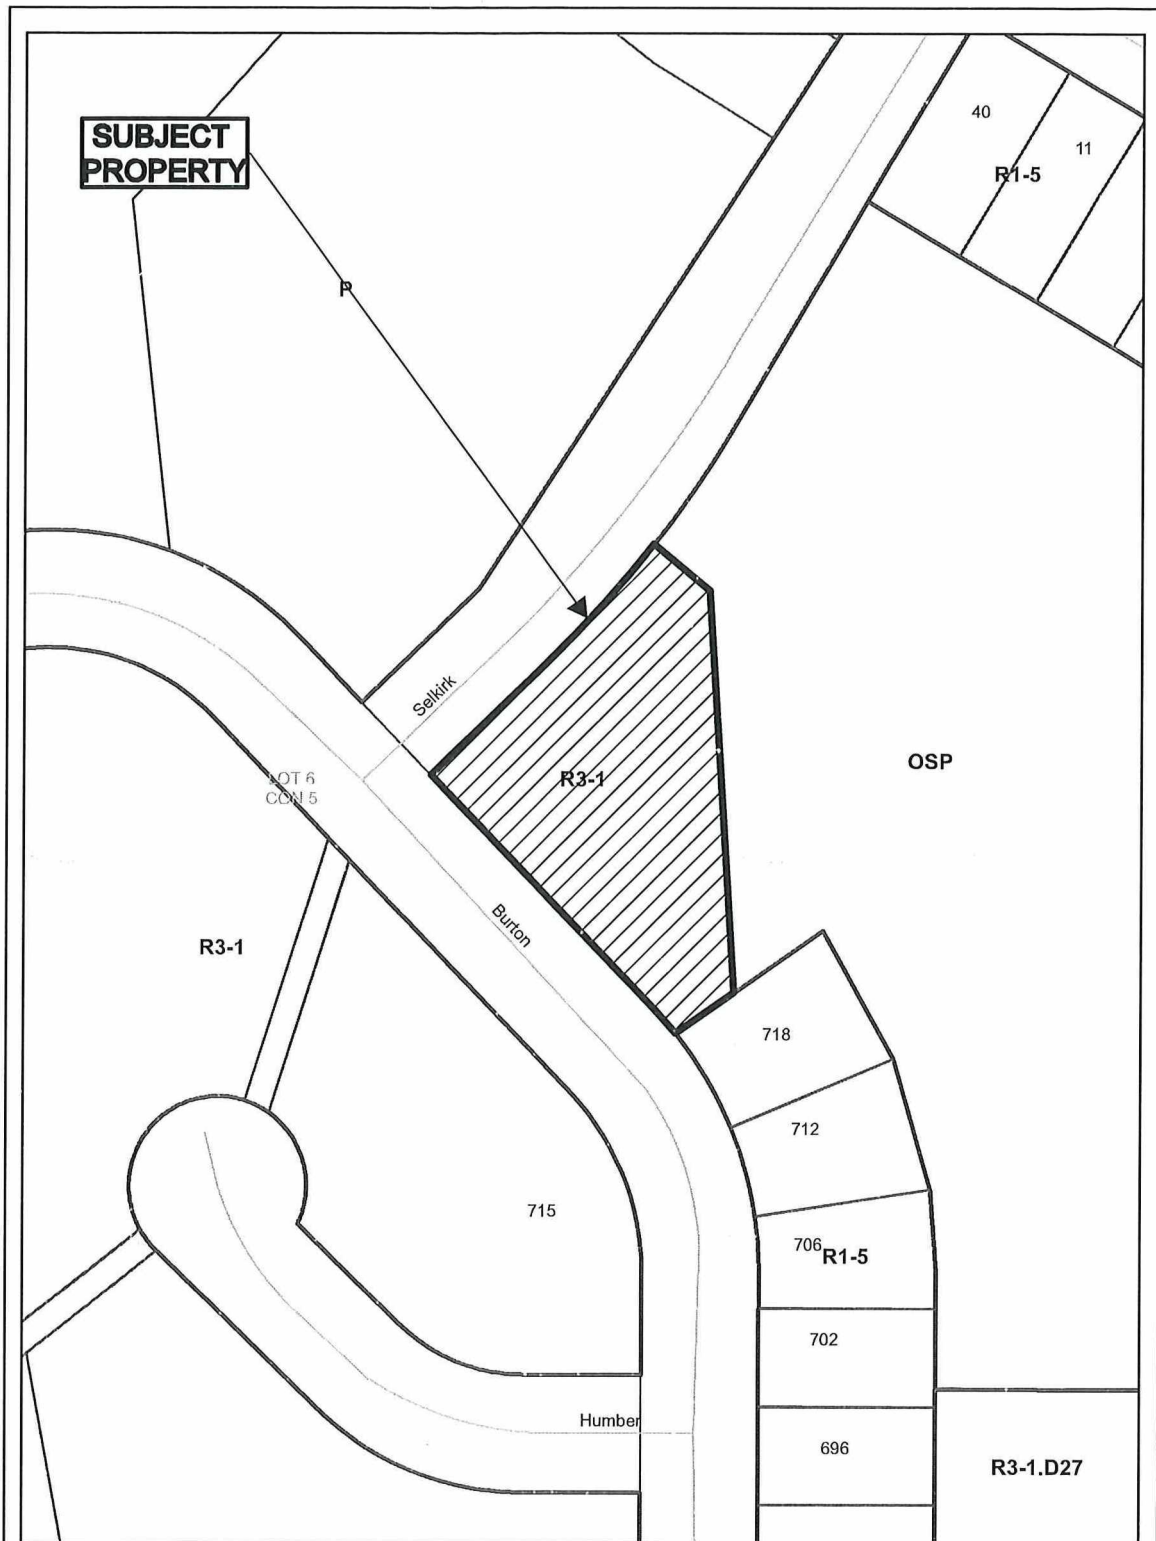 40
11
R1-5
SUBJECT
PROPERTY
P
Selkirk
R3-1
OSP
LOT 6
CON 5
Burton
R3-1
718
712
715
706
R1-5
702
Humber
696
R3-1.D27